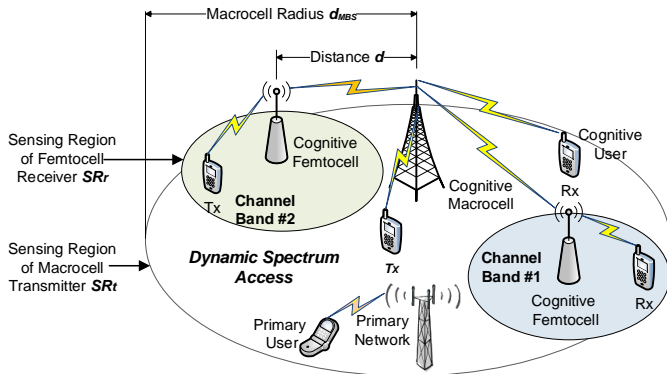 Macrocell Radius d_MBS
Distance d
Sensing Region
of Femtocell
Receiver SRr
Cognitive
Femtocell
Tx
Channel
Band #2
Cognitive
User
Rx
Cognitive
Macrocell
Sensing Region
of Macrocell
Transmitter SRt
Dynamic Spectrum
Access
Tx
Channel
Band #1
Cognitive
Femtocell
Rx
Primary
User
Primary
Network